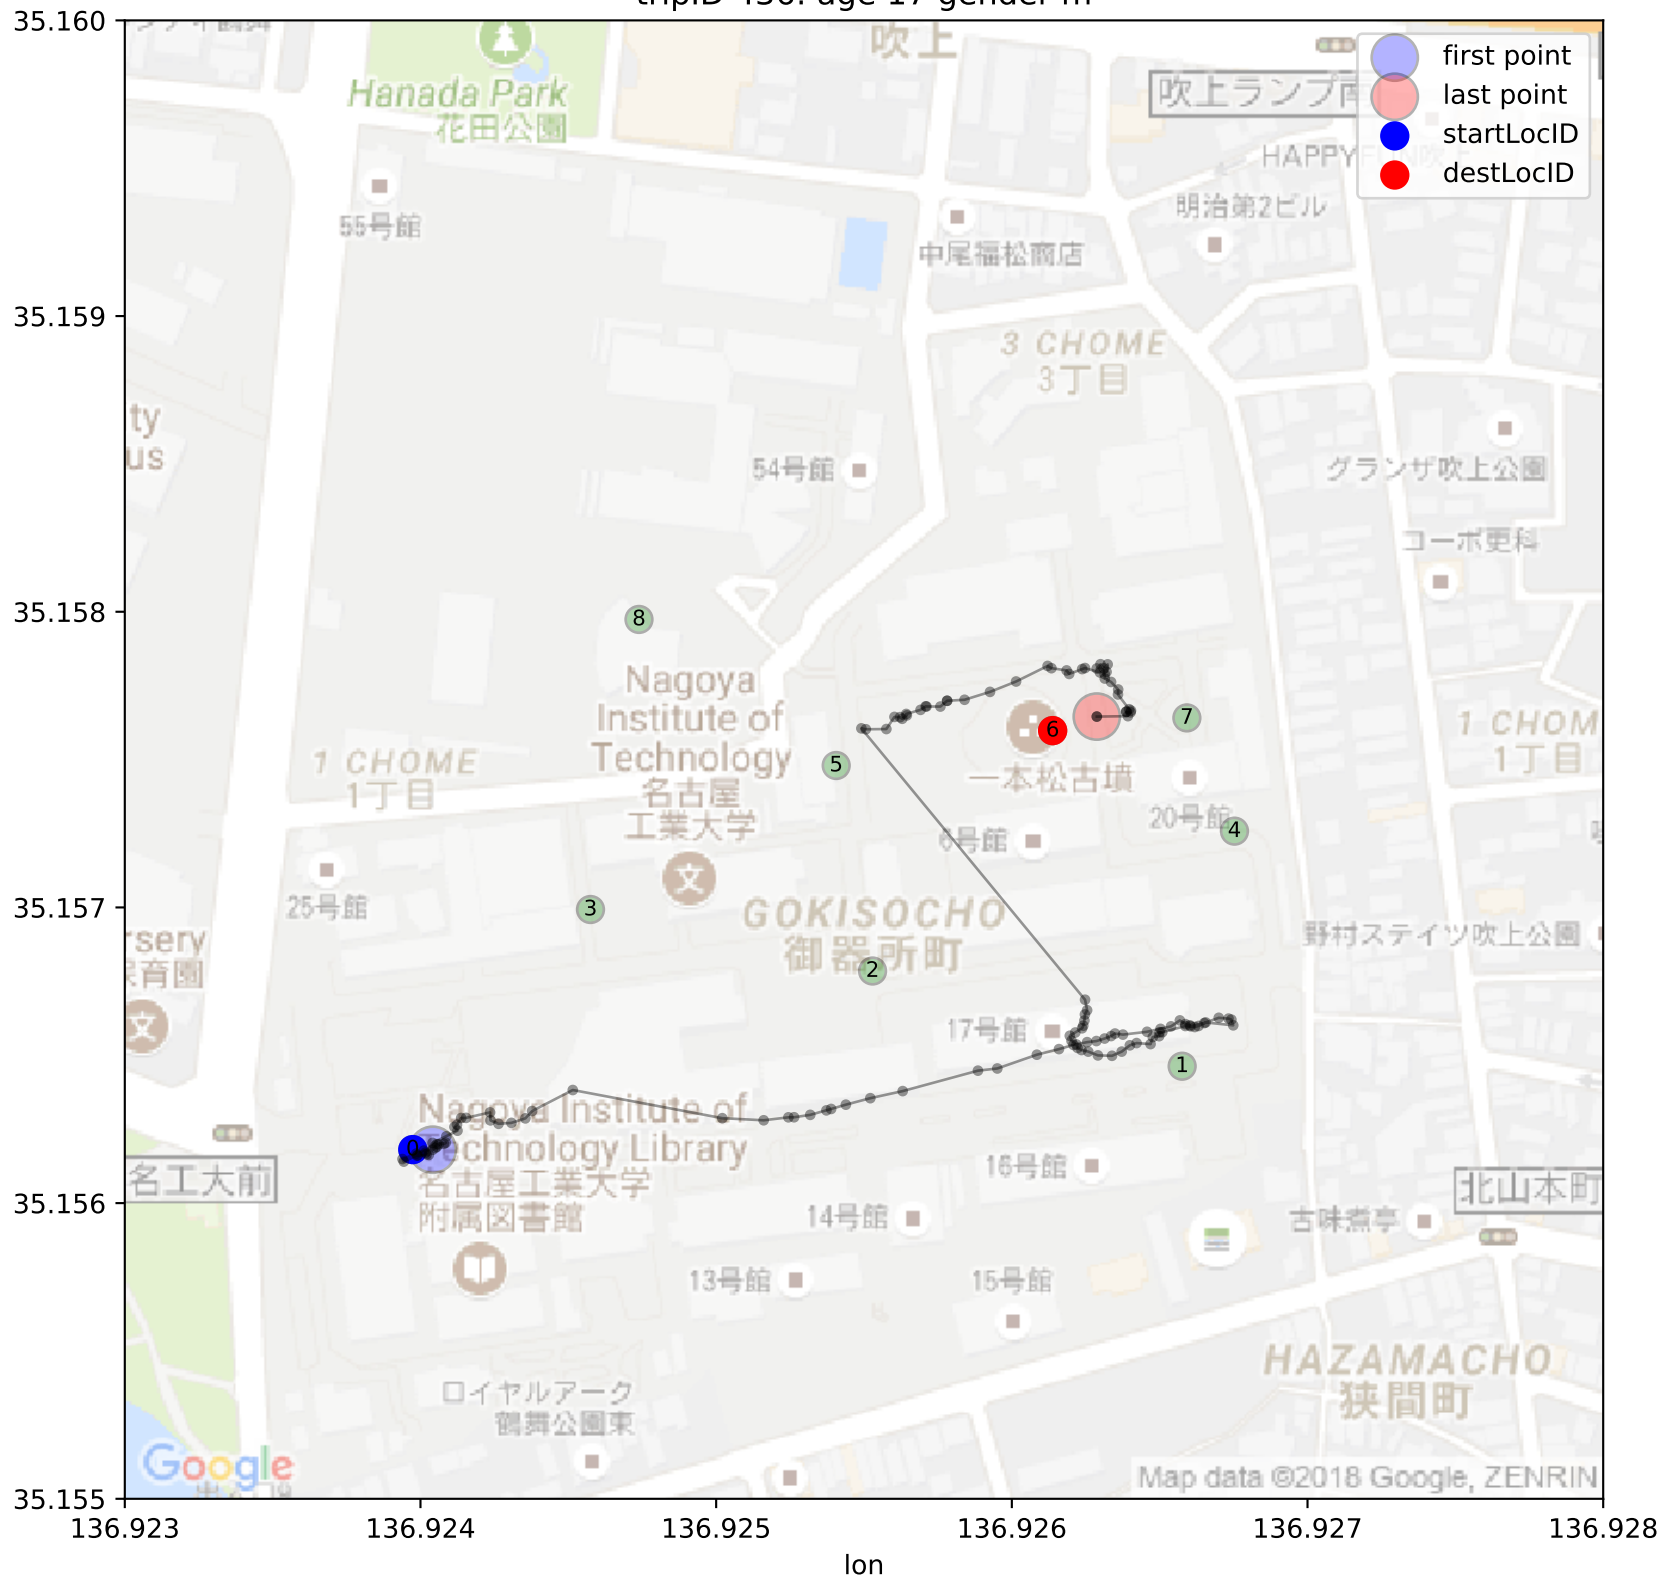 35.160
35.159
35.158
35.157
35.156
35.155
136.923
136.924
136.925
136.926
136.927
136.928
lon
first point
last point
startLocID
destLocID
吹上
Hanada Park
花田公園
吹上ランプ南
HAPPY
明治第2ビル
55号館
中尾福松商店
3 CHOME
3丁目
ty
us
54号館
グランザ吹上公園
コーポ更科
8
Nagoya
Institute of
Technology
名古屋
工業大学
7
6
5
一本松古墳
1 CHOME
1丁目
1 CHOM
1丁目
20号館
4
6号館
25号館
3
GOKISOCHO
御器所町
2
rsery
保育園
野村ステイツ吹上公園
17号館
1
0
Nagoya Institute of
Technology Library
名古屋工業大学
附属図書館
名工大前
16号館
北山本町
14号館
古味煮亭
13号館
15号館
HAZAMACHO
狭間町
ロイヤルアーク
鶴舞公園東
Google
Map data ©2018 Google, ZENRIN